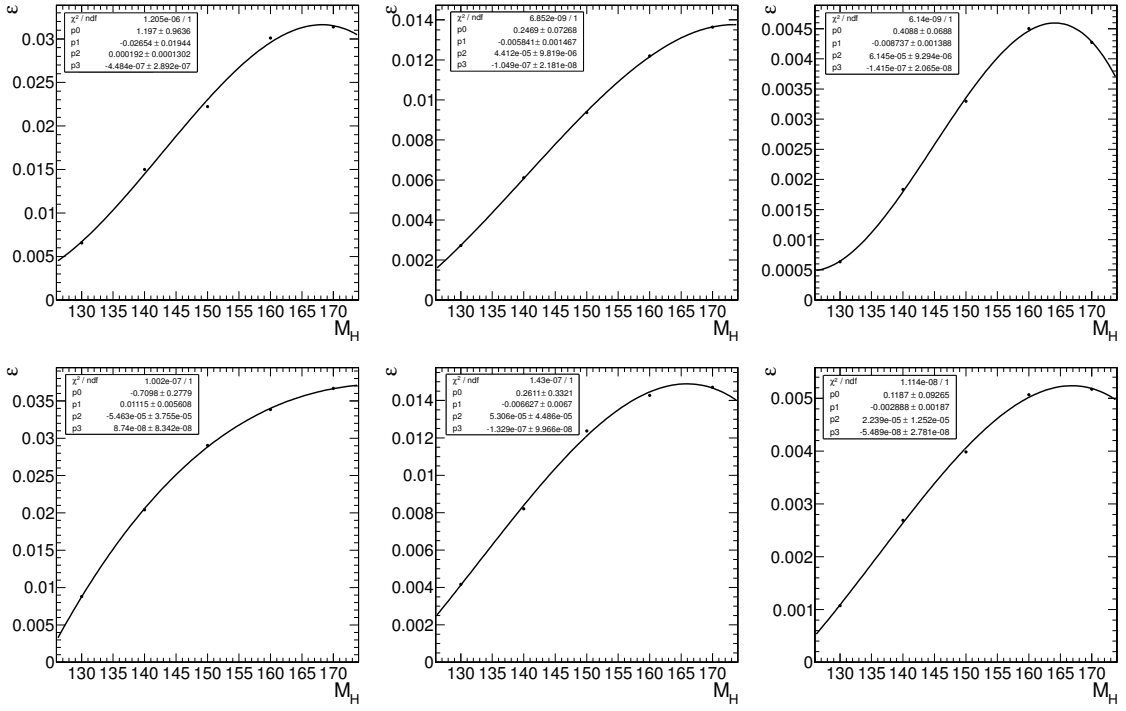 ε
χ² / ndf 1.205e-06 / 1
p0 1.197 ± 0.9636
p1 -0.02654 ± 0.01944
p2 0.000192 ± 0.0001302
p3 -4.484e-07 ± 2.892e-07
0.03
0.025
0.02
0.015
0.01
0.005
0
130 135 140 145 150 155 160 165 170
M_H
ε
χ² / ndf 6.852e-09 / 1
p0 0.2469 ± 0.07268
p1 -0.005841 ± 0.001467
p2 4.412e-05 ± 9.819e-06
p3 -1.049e-07 ± 2.181e-08
0.014
0.012
0.01
0.008
0.006
0.004
0.002
0
130 135 140 145 150 155 160 165 170
M_H
ε
χ² / ndf 6.14e-09 / 1
p0 0.4088 ± 0.0688
p1 -0.008737 ± 0.001388
p2 6.145e-05 ± 9.294e-06
p3 -1.415e-07 ± 2.065e-08
0.0045
0.004
0.0035
0.003
0.0025
0.002
0.0015
0.001
0.0005
0
130 135 140 145 150 155 160 165 170
M_H
ε
χ² / ndf 1.002e-07 / 1
p0 -0.7098 ± 0.2779
p1 0.01115 ± 0.005608
p2 -5.463e-05 ± 3.755e-05
p3 8.74e-08 ± 8.342e-08
0.035
0.03
0.025
0.02
0.015
0.01
0.005
0
130 135 140 145 150 155 160 165 170
M_H
ε
χ² / ndf 1.43e-07 / 1
p0 0.2611 ± 0.3321
p1 -0.006627 ± 0.0067
p2 5.306e-05 ± 4.486e-05
p3 -1.329e-07 ± 9.966e-08
0.014
0.012
0.01
0.008
0.006
0.004
0.002
0
130 135 140 145 150 155 160 165 170
M_H
ε
χ² / ndf 1.114e-08 / 1
p0 0.1187 ± 0.09265
p1 -0.002888 ± 0.00187
p2 2.239e-05 ± 1.252e-05
p3 -5.489e-08 ± 2.781e-08
0.005
0.004
0.003
0.002
0.001
0
130 135 140 145 150 155 160 165 170
M_H